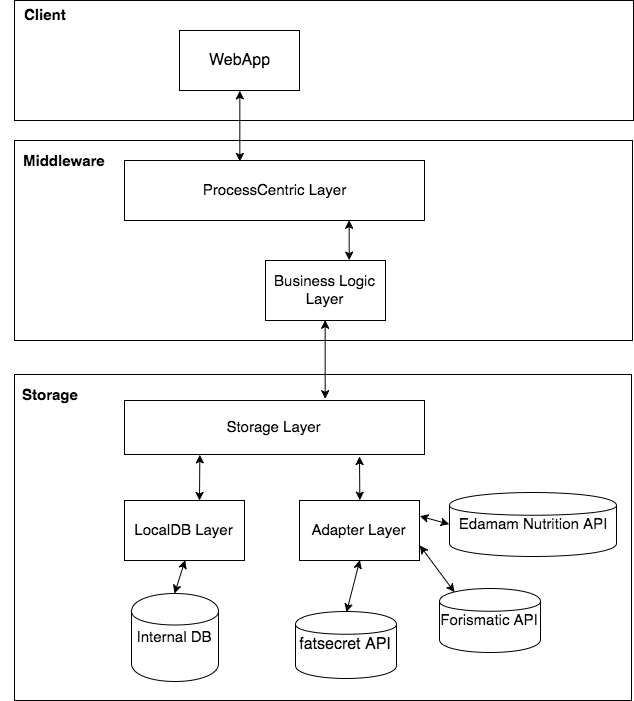 Client
WebApp
Middleware
ProcessCentric Layer
Business Logic
Layer
Storage
Storage Layer
LocalDB Layer
Adapter Layer
Edamam Nutrition API
Internal DB
fatsecret API
Forismatic API